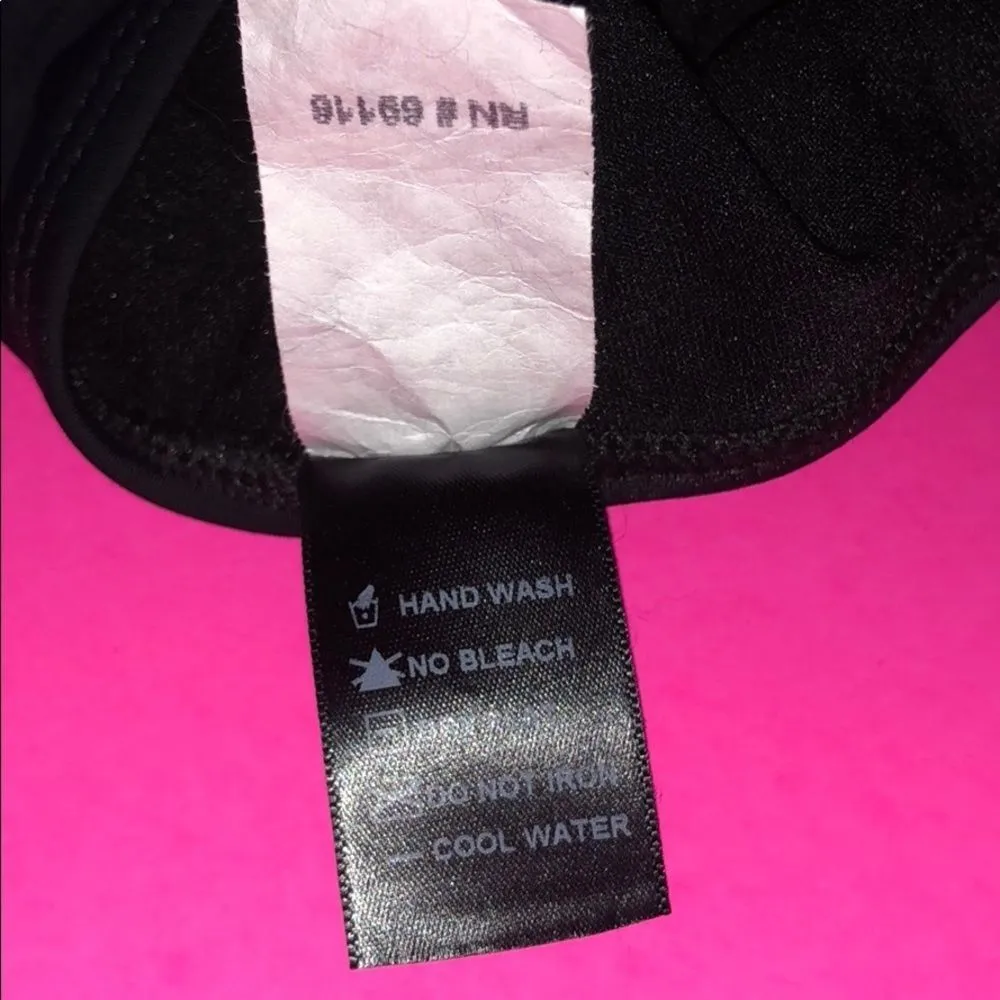 RN # 69116
HAND WASH
NO BLEACH
DO NOT IRON
COOL WATER